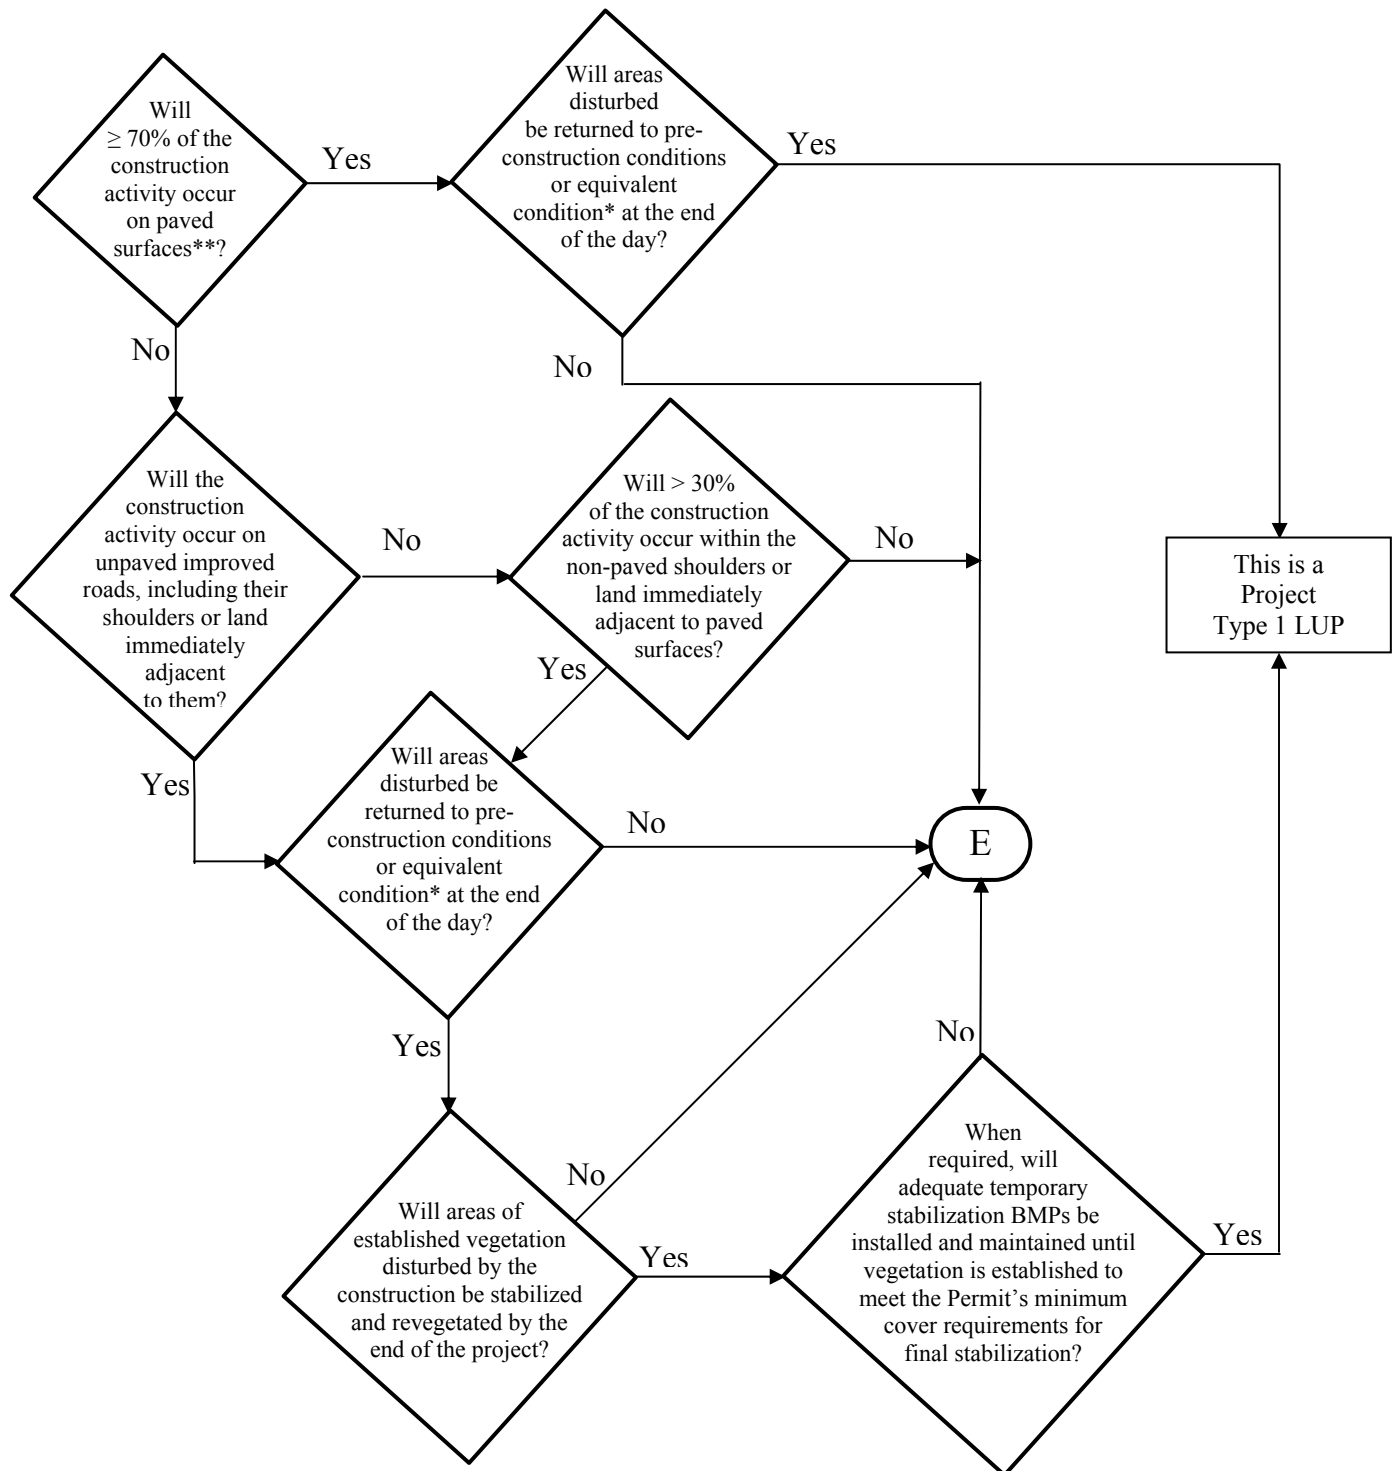 Will
≥ 70% of the
construction
activity occur
on paved
surfaces**?
Yes
Will areas
disturbed
be returned to pre-
construction conditions
or equivalent
condition* at the end
of the day?
Yes
No
No
Will the
construction
activity occur on
unpaved improved
roads, including their
shoulders or land
immediately
adjacent
to them?
No
Will > 30%
of the construction
activity occur within the
non-paved shoulders or
land immediately
adjacent to paved
surfaces?
No
This is a
Project
Type 1 LUP
Yes
Yes
Will areas
disturbed be
returned to pre-
construction conditions
or equivalent
condition* at the end
of the day?
No
E
Yes
No
No
Will areas of
established vegetation
disturbed by the
construction be stabilized
and revegetated by the
end of the project?
Yes
When
required, will
adequate temporary
stabilization BMPs be
installed and maintained until
vegetation is established to
meet the Permit's minimum
cover requirements for
final stabilization?
Yes